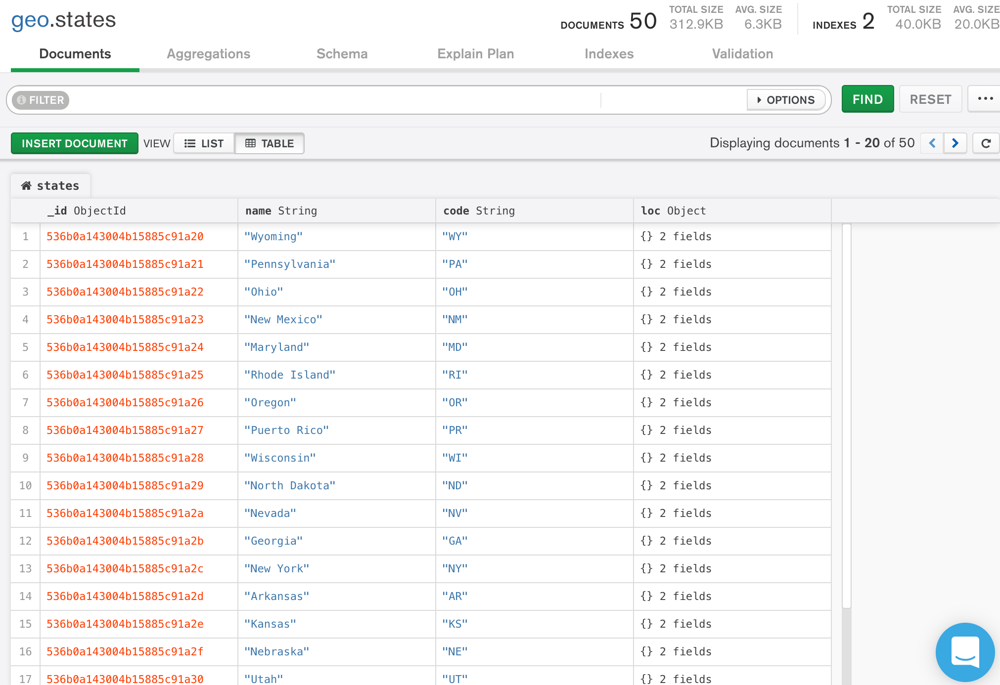 geo.states
DOCUMENTS 50 TOTAL SIZE 312.9KB AVG. SIZE 6.3KB INDEXES 2 TOTAL SIZE 40.0KB AVG. SIZE 20.0KB
Documents Aggregations Schema Explain Plan Indexes Validation
FILTER OPTIONS FIND RESET ...
INSERT DOCUMENT VIEW LIST TABLE Displaying documents 1 - 20 of 50
states
_id ObjectId name String code String loc Object
1 536b0a143004b15885c91a20 "Wyoming" "WY" {} 2 fields
2 536b0a143004b15885c91a21 "Pennsylvania" "PA" {} 2 fields
3 536b0a143004b15885c91a22 "Ohio" "OH" {} 2 fields
4 536b0a143004b15885c91a23 "New Mexico" "NM" {} 2 fields
5 536b0a143004b15885c91a24 "Maryland" "MD" {} 2 fields
6 536b0a143004b15885c91a25 "Rhode Island" "RI" {} 2 fields
7 536b0a143004b15885c91a26 "Oregon" "OR" {} 2 fields
8 536b0a143004b15885c91a27 "Puerto Rico" "PR" {} 2 fields
9 536b0a143004b15885c91a28 "Wisconsin" "WI" {} 2 fields
10 536b0a143004b15885c91a29 "North Dakota" "ND" {} 2 fields
11 536b0a143004b15885c91a2a "Nevada" "NV" {} 2 fields
12 536b0a143004b15885c91a2b "Georgia" "GA" {} 2 fields
13 536b0a143004b15885c91a2c "New York" "NY" {} 2 fields
14 536b0a143004b15885c91a2d "Arkansas" "AR" {} 2 fields
15 536b0a143004b15885c91a2e "Kansas" "KS" {} 2 fields
16 536b0a143004b15885c91a2f "Nebraska" "NE" {} 2 fields
17 536b0a143004b15885c91a30 "Utah" "UT" {} 2 fields